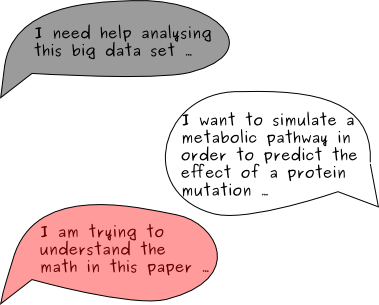 I need help analysing
this big data set ...
I want to simulate a
metabolic pathway in
order to predict the
effect of a protein
mutation ...
I am trying to
understand the
math in this paper ...